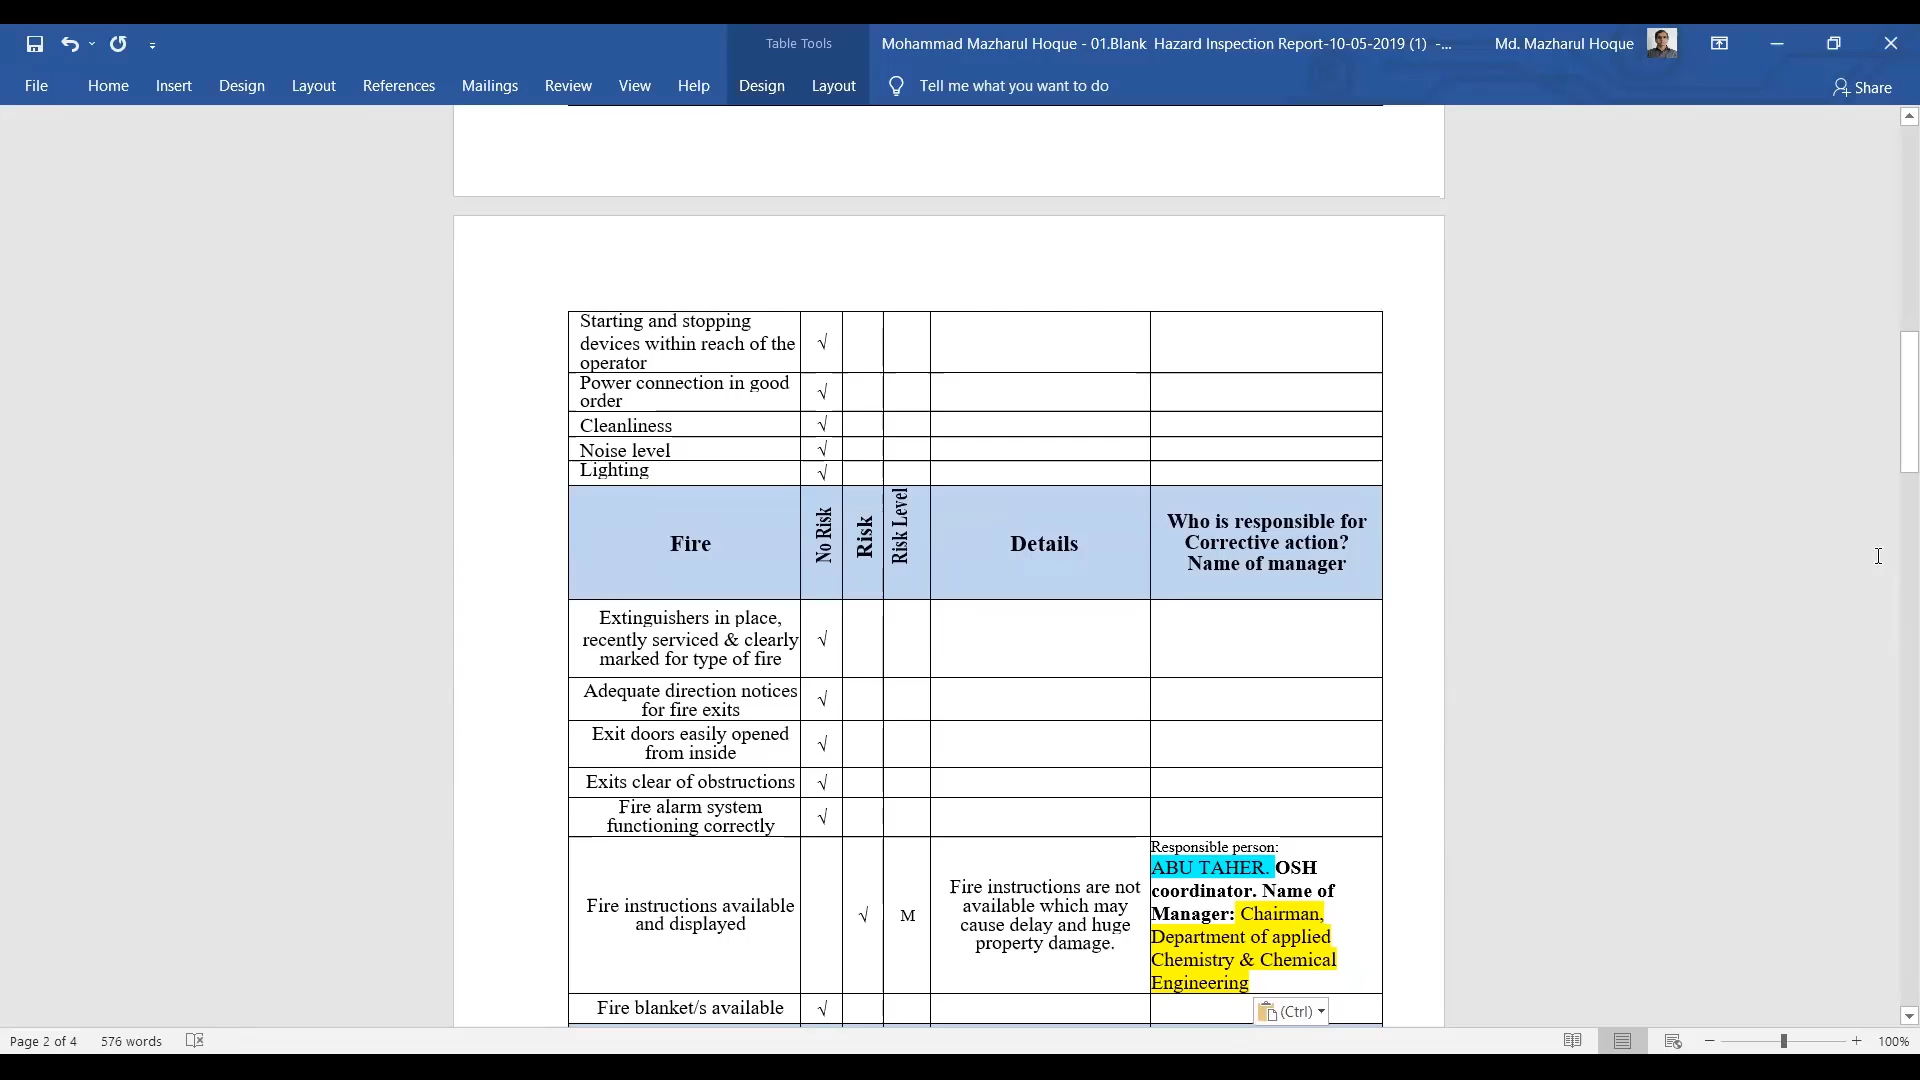 Table Tools
Mohammad Mazharul Hoque - 01.Blank Hazard Inspection Report-10-05-2019 (1) -...
Md. Mazharul Hoque
File Home Insert Design Layout References Mailings Review View Help Design Layout Tell me what you want to do
Share
Starting and stopping
devices within reach of the
operator
√
Power connection in good
order
√
Cleanliness √
Noise level √
Lighting √
Fire
No Risk
Risk
Risk Level
Details
Who is responsible for
Corrective action?
Name of manager
Extinguishers in place,
recently serviced & clearly
marked for type of fire
√
Adequate direction notices
for fire exits
√
Exit doors easily opened
from inside
√
Exits clear of obstructions √
Fire alarm system
functioning correctly
√
Fire instructions available
and displayed
√
M
Fire instructions are not
available which may
cause delay and huge
property damage.
Responsible person:
ABU TAHER. OSH
coordinator. Name of
Manager: Chairman,
Department of applied
Chemistry & Chemical
Engineering
Fire blanket/s available √
(Ctrl)
Page 2 of 4 576 words
100%